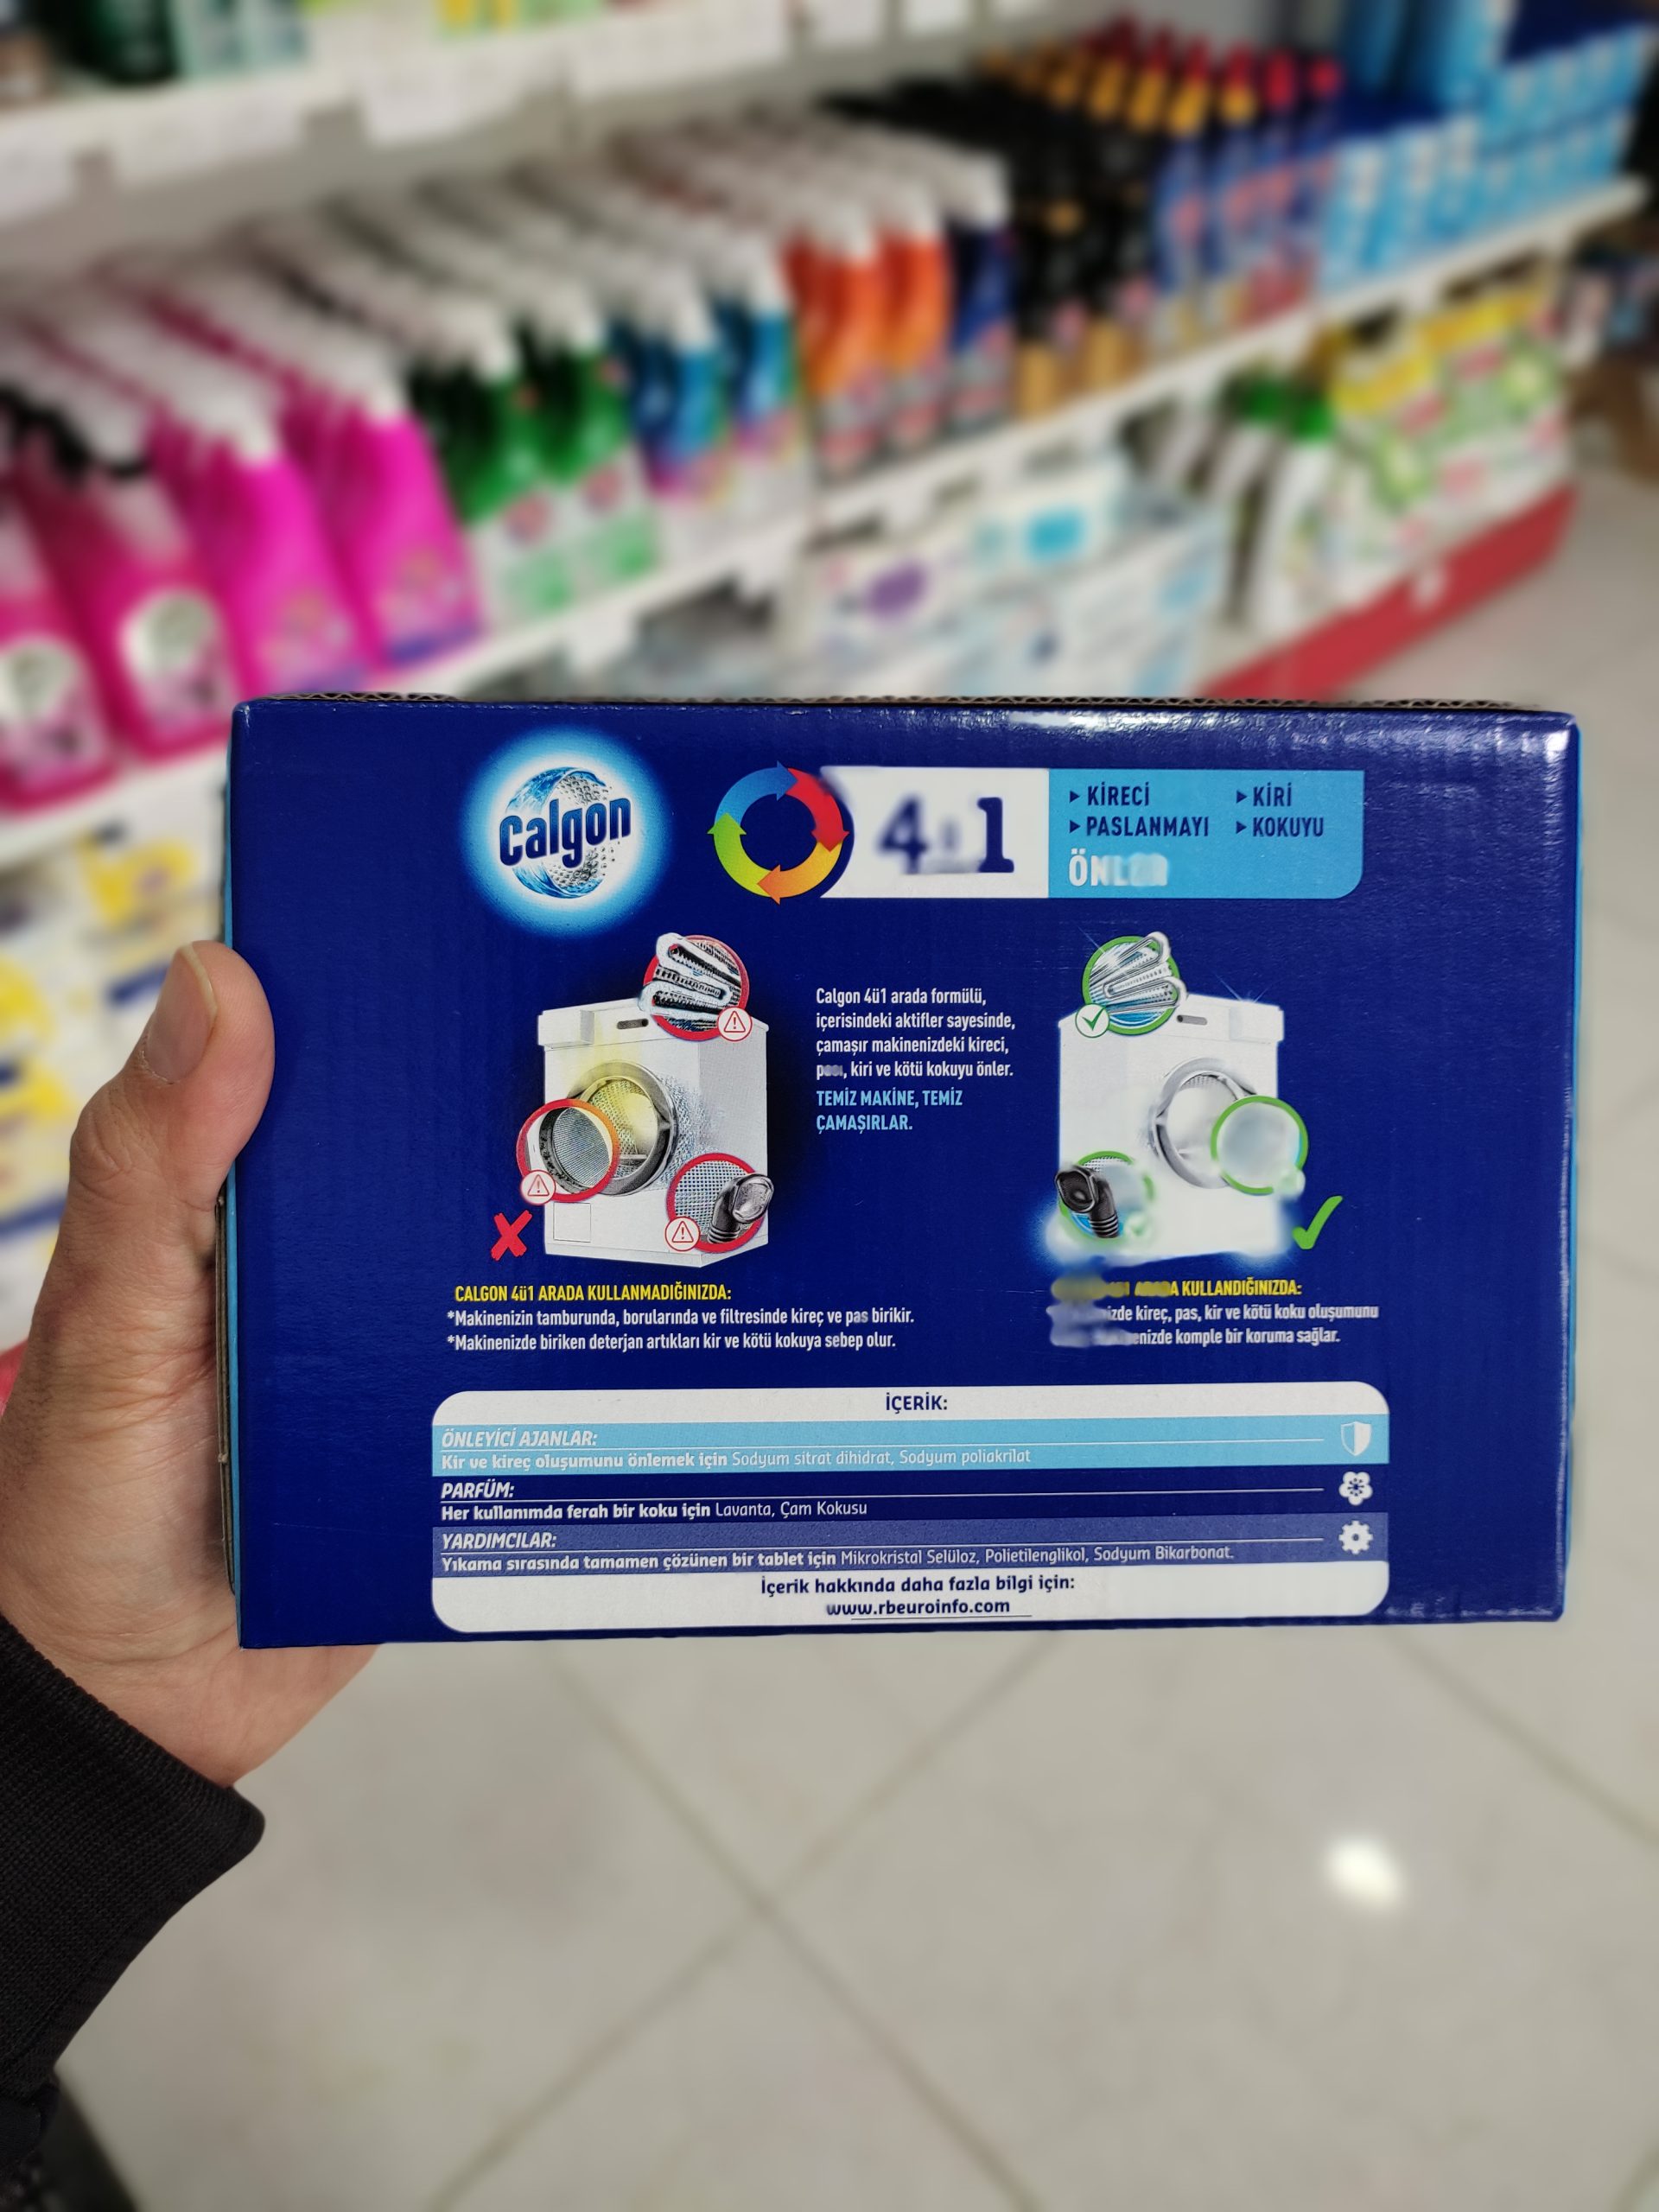 Calgon
4 1
KİRECİ
KİRİ
PASLANMAYI
KOKUYU
Calgon 4ü1 arada formülü,
içerisindeki aktifler sayesinde,
çamaşır makinenizdeki kireci,
kiri ve kötü kokuyu önler.
TEMİZ MAKİNE, TEMİZ
ÇAMAŞIRLAR.
CALGON 4ü1 ARADA KULLANMADIĞINIZDA:
*Makinenizin tamburunda, borularında ve filtresinde kireç ve pas birikir.
*Makinenizde biriken deterjan artıkları kir ve kötü kokuya sebep olur.
KULLANDIĞINIZDA:
kireç, pas, kir ve kötü koku oluşumunu
komple bir koruma sağlar.
İÇERİK:
ÖNLEYİCİ AJANLAR:
Kir ve kireç oluşumunu önlemek için Sodyum sitrat dihidrat, Sodyum poliakrilat
PARFÜM:
Her kullanımda ferah bir koku için Lavanta, Çam Kokusu
YARDIMCILAR:
Yıkama sırasında tamamen çözünen bir tablet için Mikrokristal Selüloz, Polietilenglikol, Sodyum Bikarbonat.
İçerik hakkında daha fazla bilgi için:
www.rbeuroinfo.com